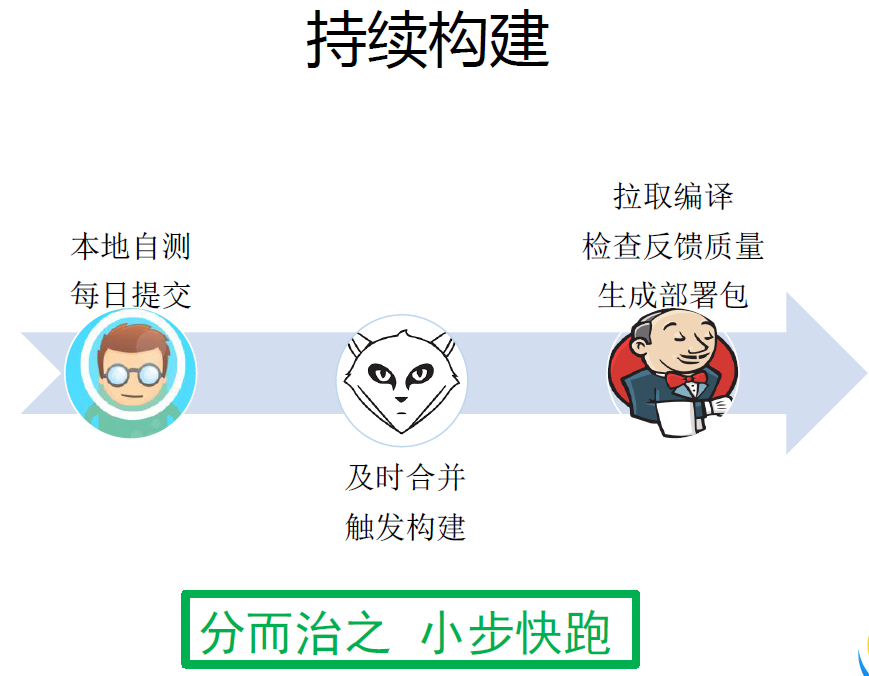 持续构建
本地自测
每日提交
及时合并
触发构建
拉取编译
检查反馈质量
生成部署包
分而治之 小步快跑